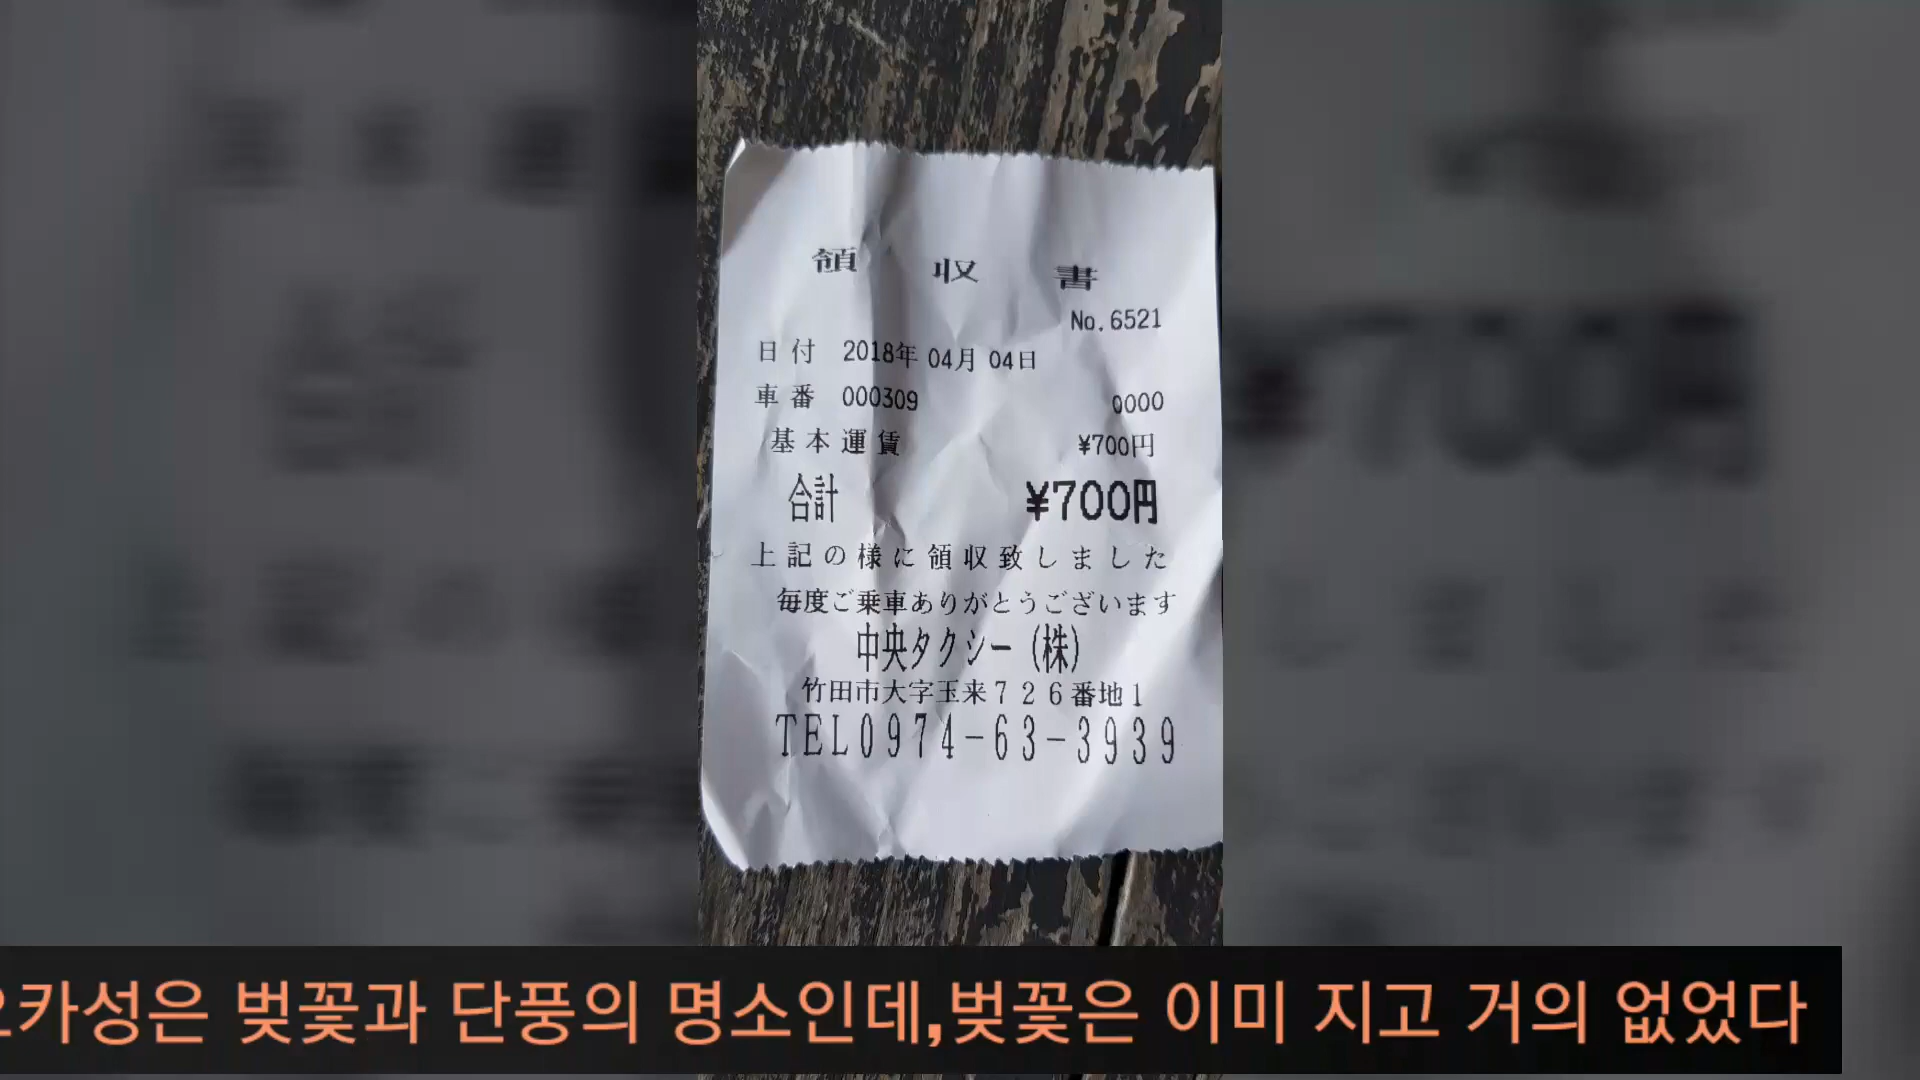 領収書
No.6521
日付 2018年 04月 04日
車番 000309 0000
基本運賃 ¥700円
合計 ¥700円
上記の様に領収致しました
毎度ご乗車ありがとうございます
中央タクシー(株)
竹田市大字玉来726番地1
TEL0974-63-3939
카성은 벚꽃과 단풍의 명소인데,벚꽃은 이미 지고 거의 없었다